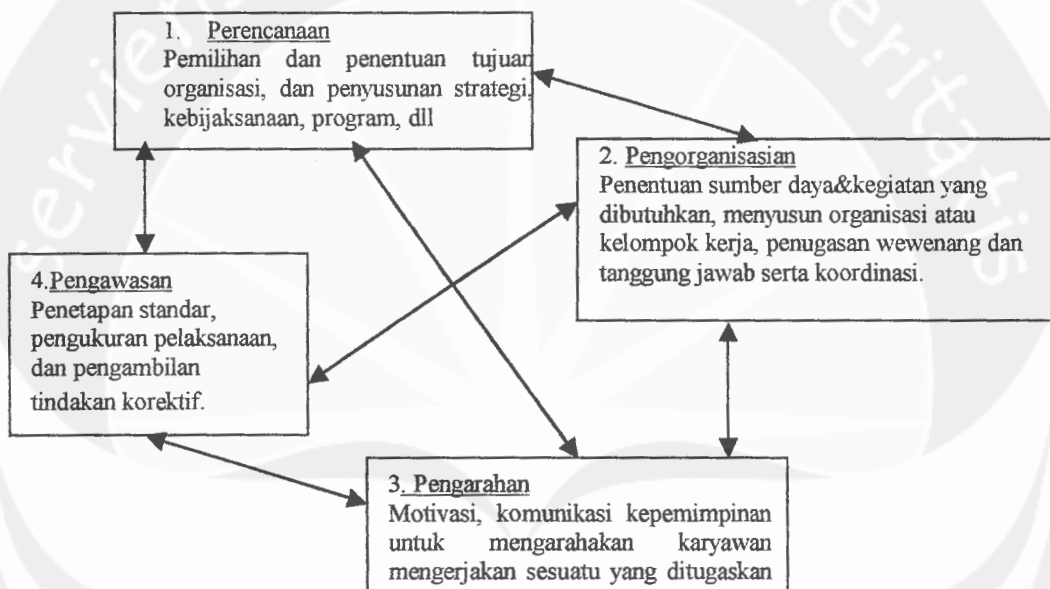 serviens
veritatis
1. Perencanaan
Pemilihan dan penentuan tujuan
organisasi, dan penyusunan strategi,
kebijaksanaan, program, dll
2. Pengorganisasian
Penentuan sumber daya&kegiatan yang
dibutuhkan, menyusun organisasi atau
kelompok kerja, penugasan wewenang dan
tanggung jawab serta koordinasi.
4.Pengawasan
Penetapan standar,
pengukuran pelaksanaan,
dan pengambilan
tindakan korektif.
3. Pengarahan
Motivasi, komunikasi kepemimpinan
untuk mengarahakan karyawan
mengerjakan sesuatu yang ditugaskan